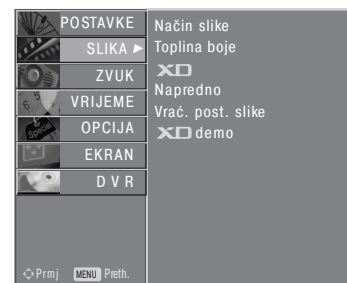 POSTAVKE
SLIKA
ZVUK
VRIJEME
OPCIJA
EKRAN
DVR
Način slike
Toplina boje
XD
Napredno
Vrać. post. slike
XD demo
Prmj MENU Preth.